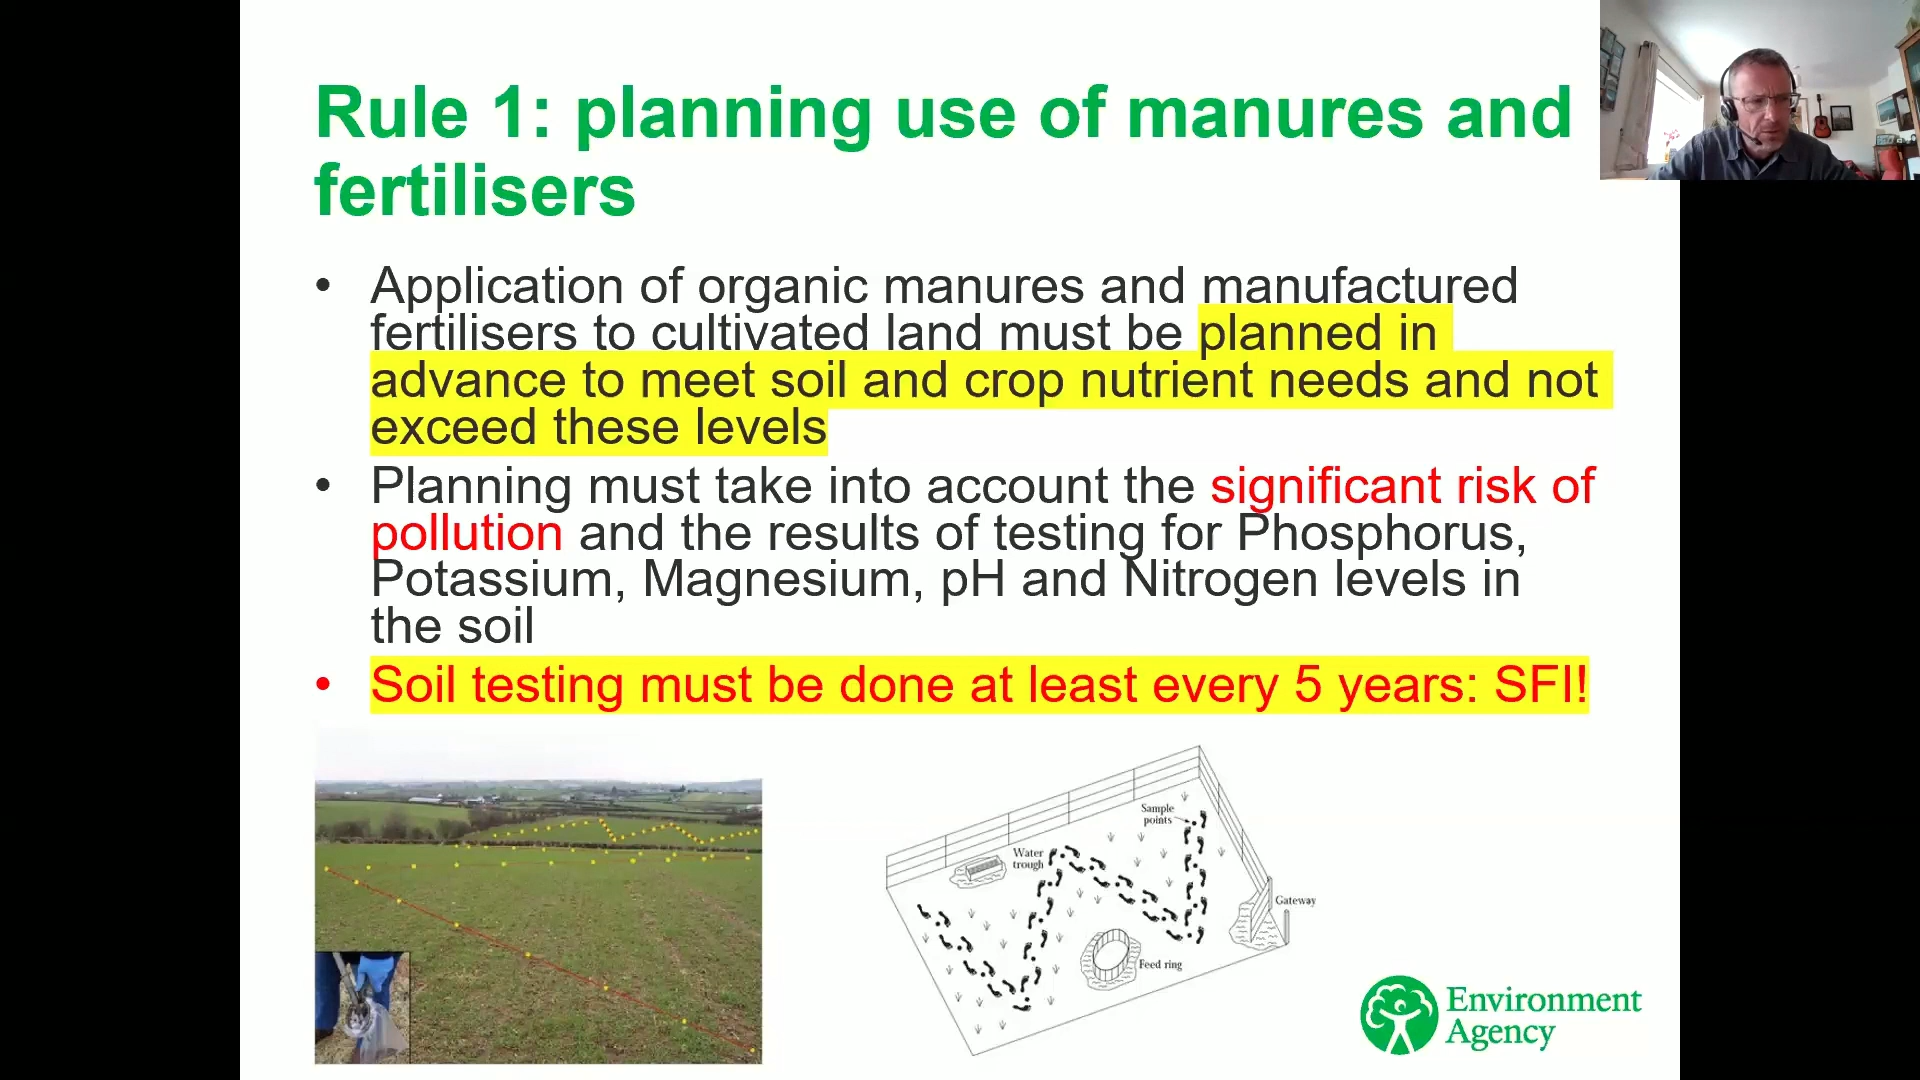 Rule 1: planning use of manures and
fertilisers
• Application of organic manures and manufactured
fertilisers to cultivated land must be planned in
advance to meet soil and crop nutrient needs and not
exceed these levels
• Planning must take into account the significant risk of
pollution and the results of testing for Phosphorus,
Potassium, Magnesium, pH and Nitrogen levels in
the soil
• Soil testing must be done at least every 5 years: SFI!
Sample
points
Water
trough
Gateway
Feed ring
Environment
Agency